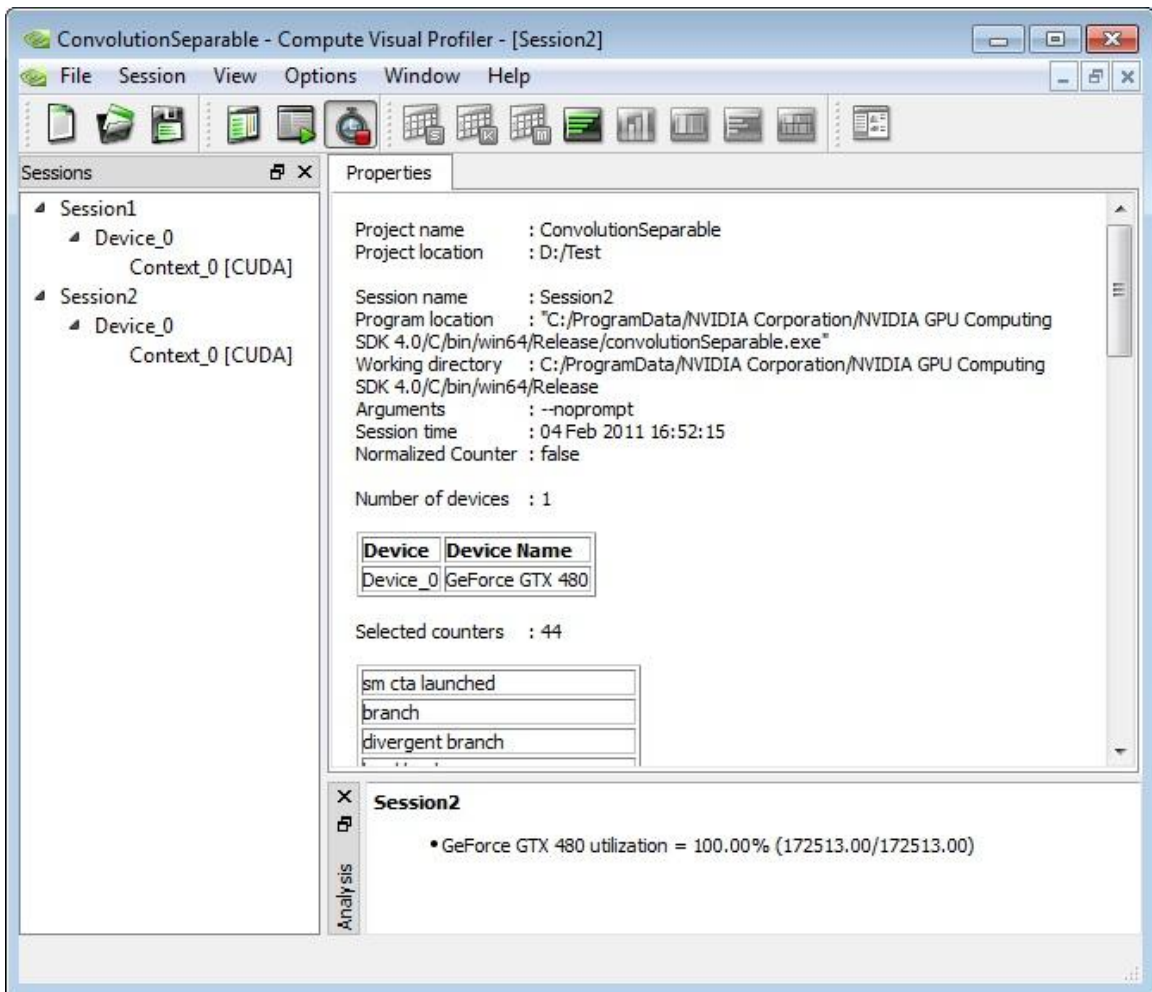 ConvolutionSeparable - Compute Visual Profiler - [Session2]
File Session View Options Window Help
Sessions
Session1
Device_0
Context_0 [CUDA]
Session2
Device_0
Context_0 [CUDA]
Properties
Project name : ConvolutionSeparable
Project location : D:/Test
Session name : Session2
Program location : "C:/ProgramData/NVIDIA Corporation/NVIDIA GPU Computing
SDK 4.0/C/bin/win64/Release/convolutionSeparable.exe"
Working directory : C:/ProgramData/NVIDIA Corporation/NVIDIA GPU Computing
SDK 4.0/C/bin/win64/Release
Arguments : --noprompt
Session time : 04 Feb 2011 16:52:15
Normalized Counter : false
Number of devices : 1
Device Device Name
Device_0 GeForce GTX 480
Selected counters : 44
sm cta launched
branch
divergent branch
Analysis
Session2
•GeForce GTX 480 utilization = 100.00% (172513.00/172513.00)